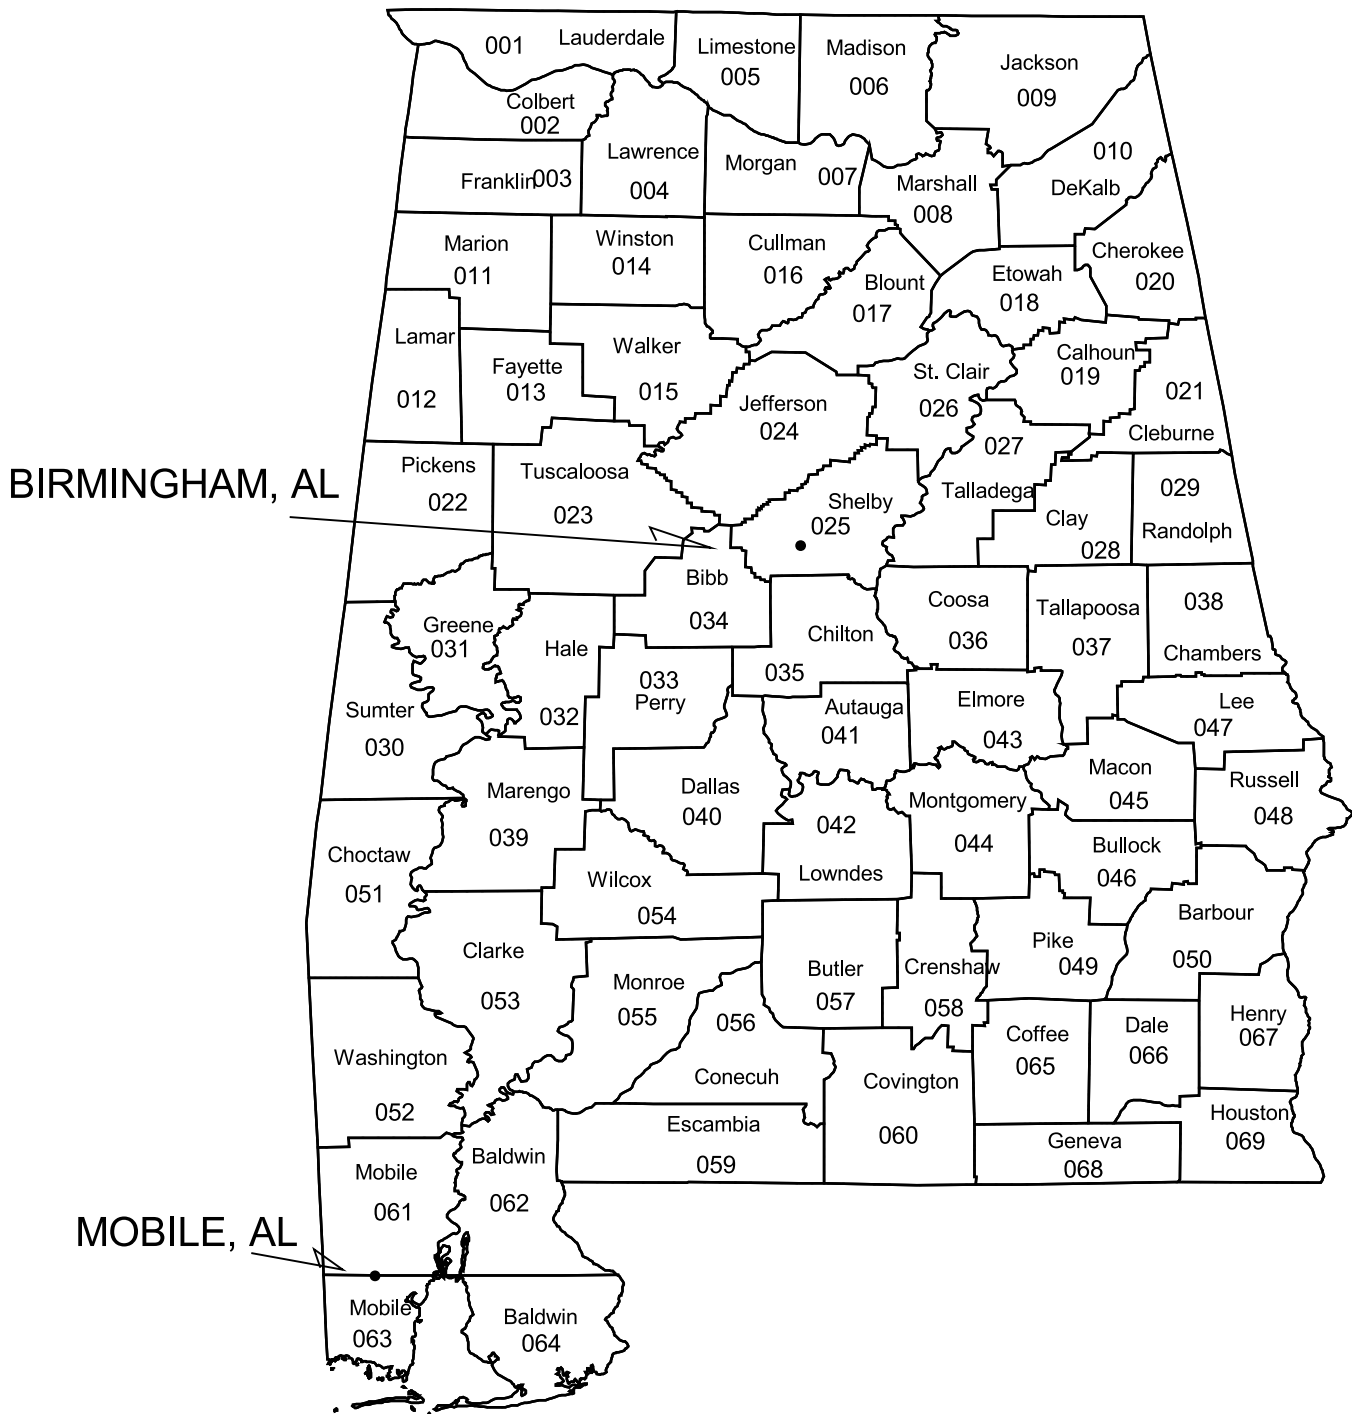 001 Lauderdale
Limestone
005
Madison
006
Jackson
009
Colbert
002
Lawrence
004
Morgan 007
010
DeKalb
Franklin 003
Marshall
008
Marion
011
Winston
014
Cullman
016
Blount
017
Etowah
018
Cherokee
020
Lamar
012
Fayette
013
Walker
015
Jefferson
024
St. Clair
026
Calhoun
019
021
Cleburne
BIRMINGHAM, AL
Pickens
022
Tuscaloosa
023
Shelby
025
027
Talladega
Clay
028
029
Randolph
Bibb
034
Greene
031
Hale
032
033
Perry
Chilton
035
Coosa
036
Tallapoosa
037
038
Chambers
Sumter
030
Autauga
041
Elmore
043
Lee
047
Marengo
039
Dallas
040
042
Lowndes
Montgomery
044
Macon
045
Russell
048
Choctaw
051
Wilcox
054
Bullock
046
Barbour
050
Clarke
053
Monroe
055
056
Conecuh
Butler
057
Crenshaw
058
Pike
049
Washington
052
Covington
060
Coffee
065
Dale
066
Henry
067
Escambia
059
Geneva
068
Houston
069
Mobile
061
Baldwin
062
MOBILE, AL
Mobile
063
Baldwin
064